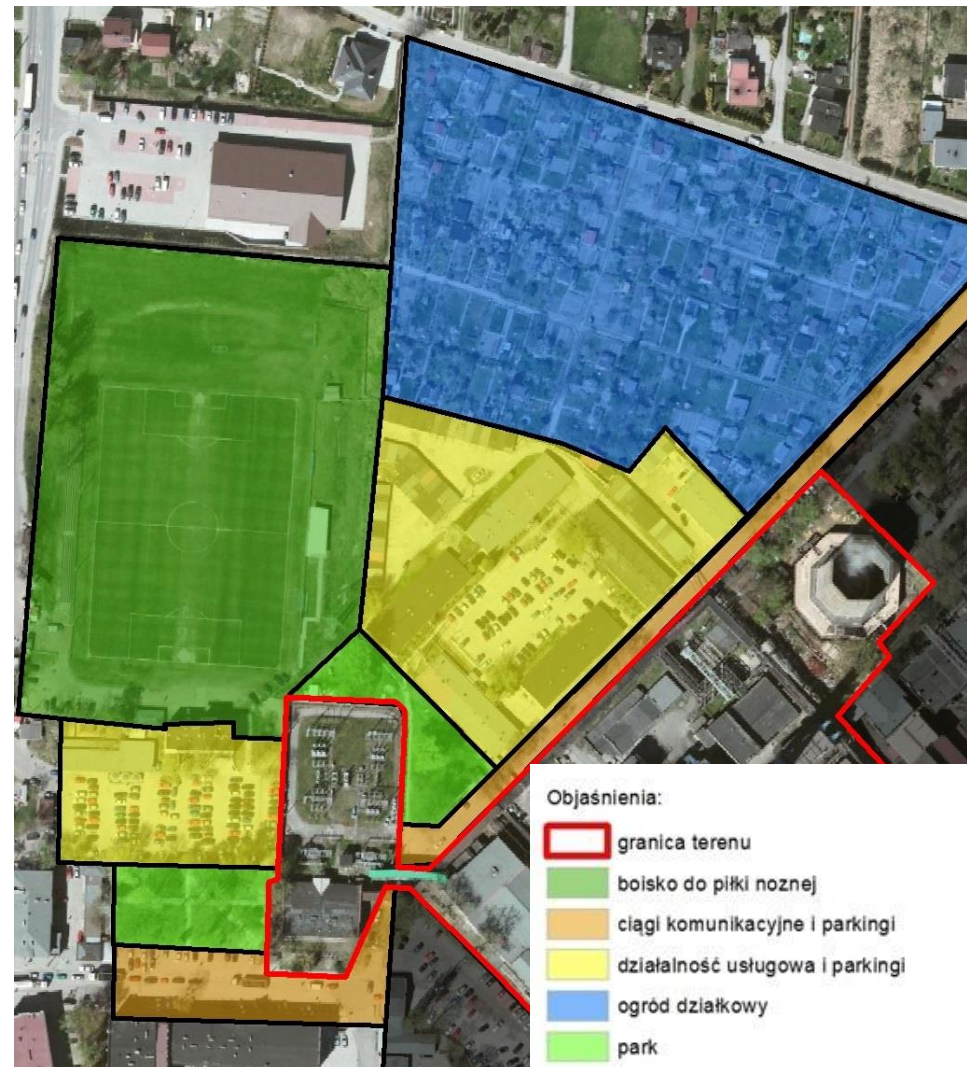 Objaśnienia:
granica terenu
boisko do piłki noznej
ciągi komunikacyjne i parkingi
działalność usługowa i parkingi
ogród działkowy
park